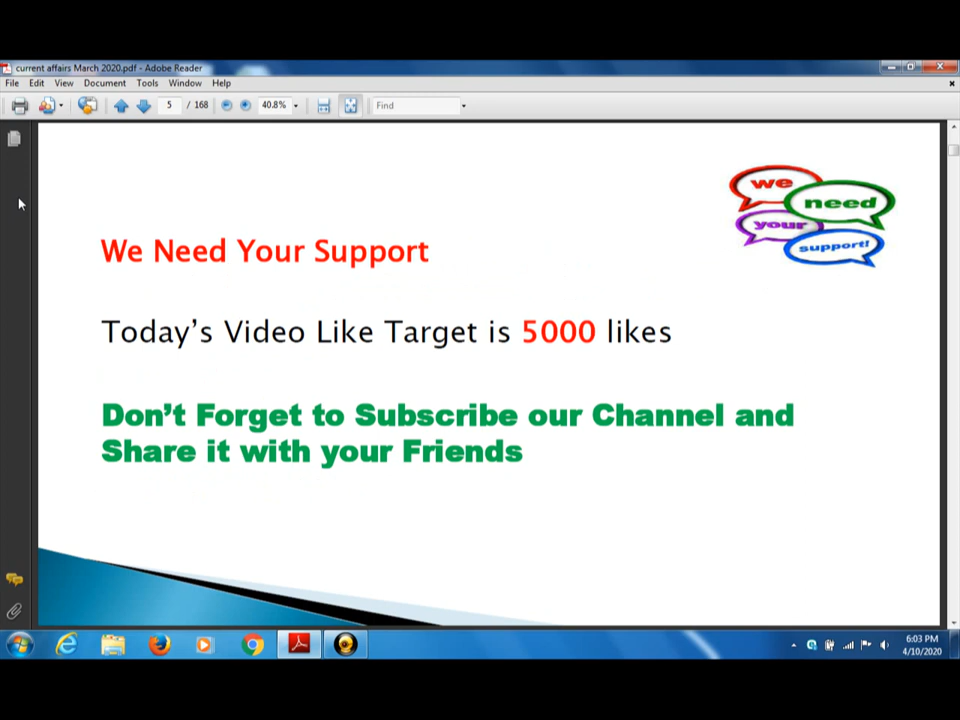 current affairs March 2020.pdf - Adobe Reader
File Edit View Document Tools Window Help
5 / 168 40.8% Find
we
need
your
support!
We Need Your Support
Today's Video Like Target is 5000 likes
Don't Forget to Subscribe our Channel and
Share it with your Friends
6:03 PM
4/10/2020